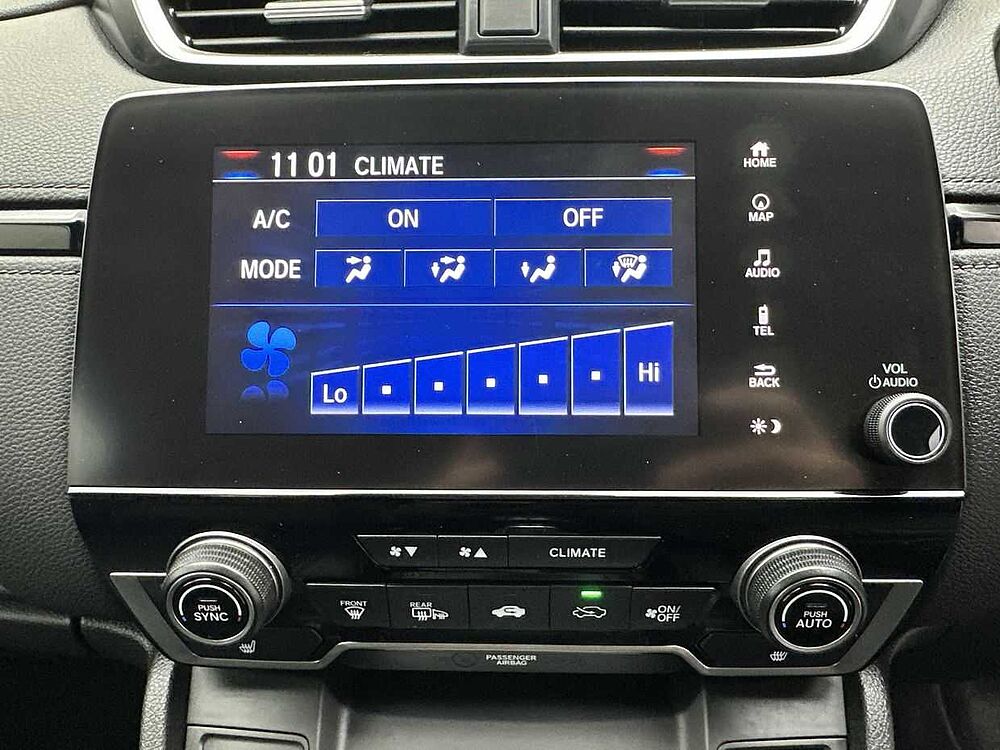 11 01 CLIMATE
HOME
A/C ON OFF
MAP
MODE
AUDIO
TEL
Lo Hi
BACK
VOL
AUDIO
CLIMATE
PUSH
SYNC
FRONT
REAR
ON/
OFF
PUSH
AUTO
PASSENGER
AIRBAG